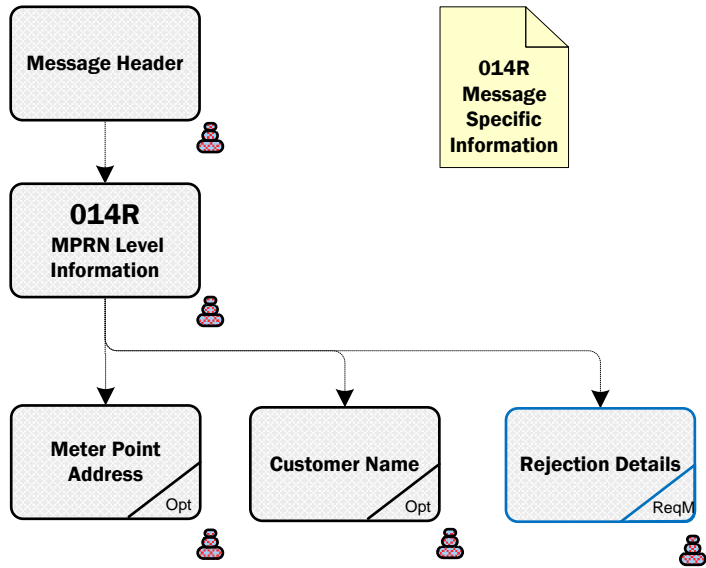 Message Header
014R
Message
Specific
Information
014R
MPRN Level
Information
Meter Point
Address
Opt
Customer Name
Opt
Rejection Details
ReqM